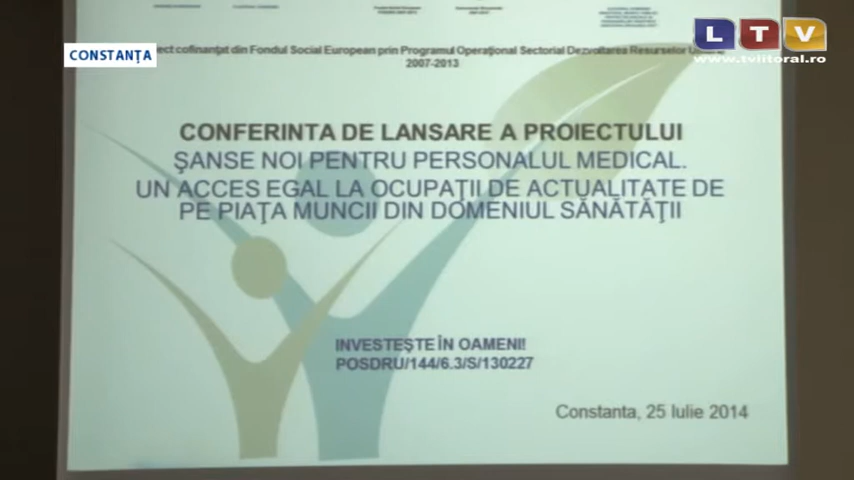 LTV
www.tvlitoral.ro
CONSTANȚA
cofinanțat din Fondul Social European prin Programul Operațional Sectorial Dezvoltarea Resurselor
2007-2013
CONFERINTA DE LANSARE A PROIECTULUI
ŞANSE NOI PENTRU PERSONALUL MEDICAL.
UN ACCES EGAL LA OCUPAŢII DE ACTUALITATE DE
PE PIAŢA MUNCII DIN DOMENIUL SĂNĂTĂŢII
INVESTEŞTE ÎN OAMENI!
POSDRU/144/6.3/S/130227
Constanta, 25 Iulie 2014